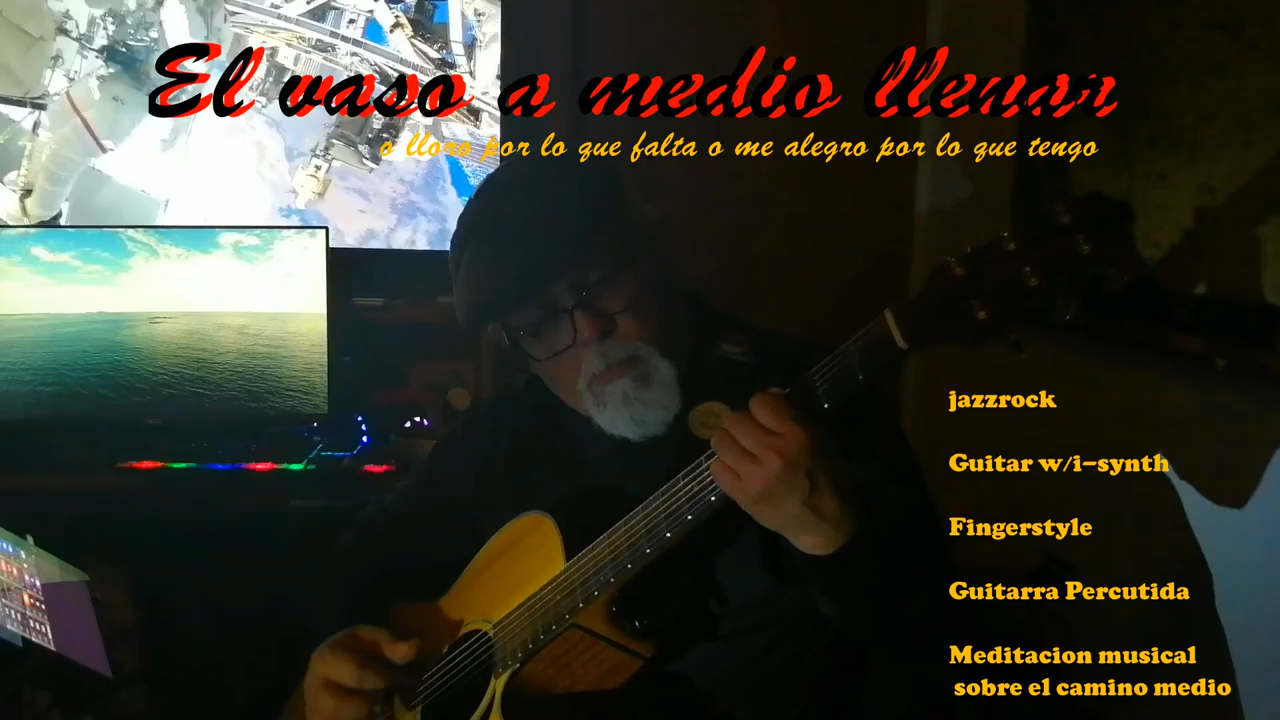 El vaso a medio llenar
o lloro por lo que falta o me alegro por lo que tengo
jazzrock
Guitar w/i-synth
Fingerstyle
Guitarra Percutida
Meditacion musical
sobre el camino medio